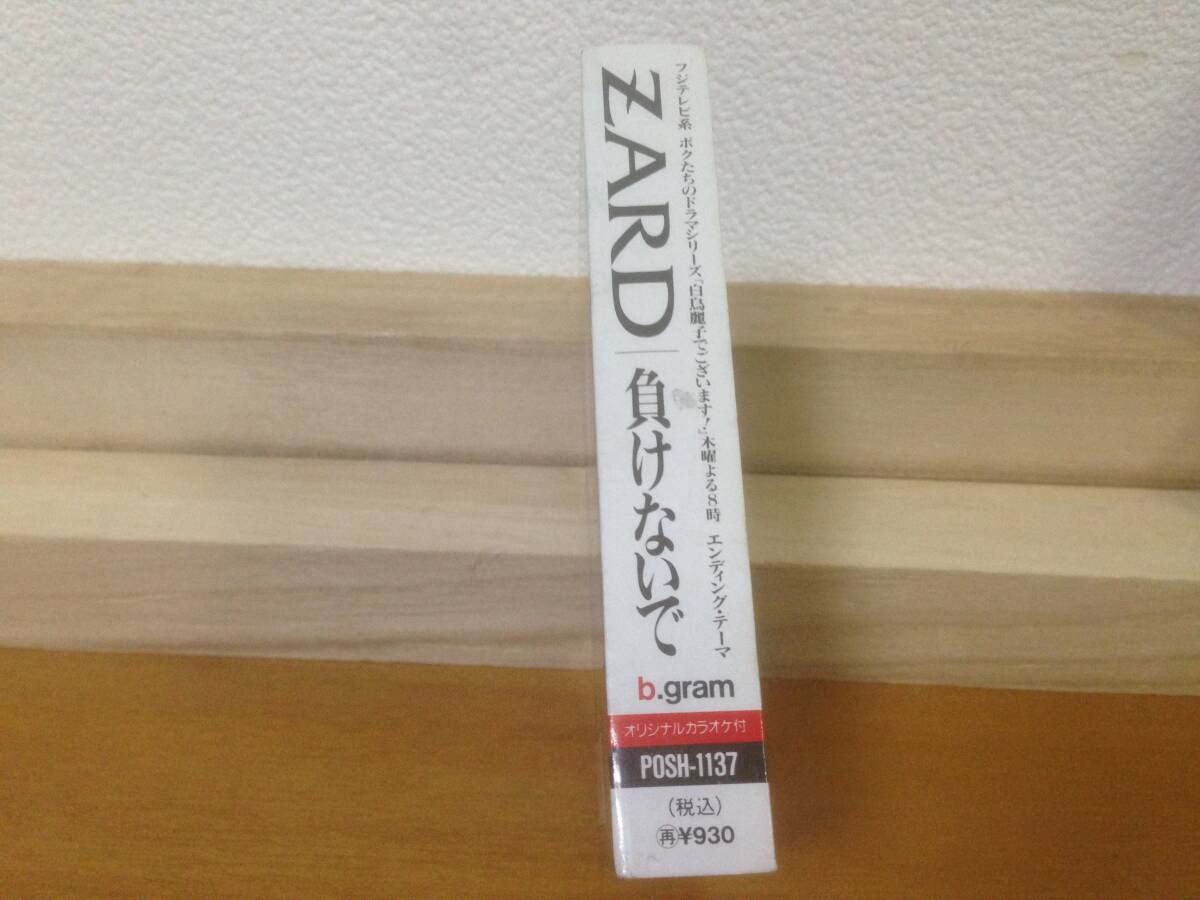 フジテレビ系 ボクたちのドラマシリーズ『白鳥麗子でございます!』木曜よる8時 エンディング・テーマ
ZARD 負けないで
b.gram
オリジナルカラオケ付
POSH-1137
(税込)
再¥930